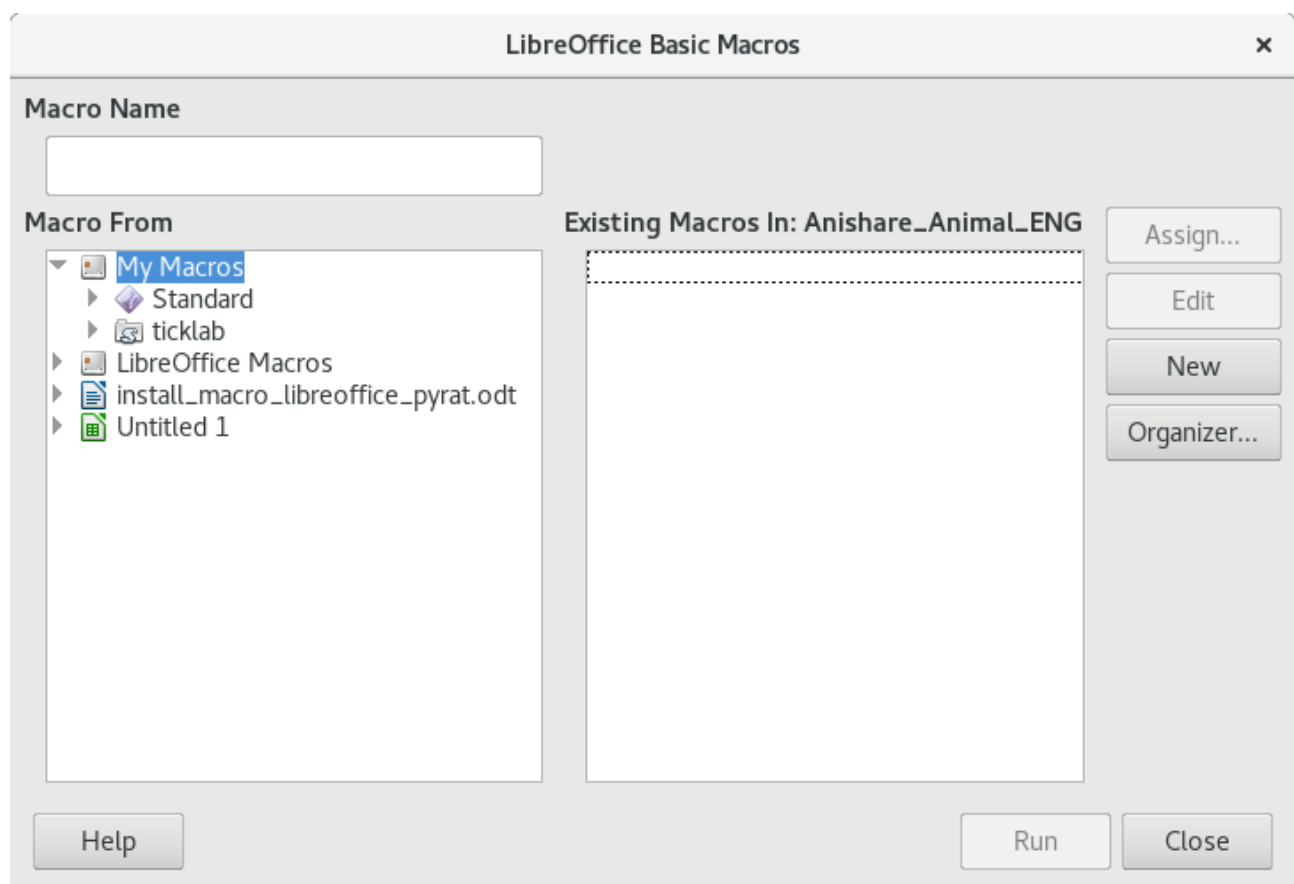 LibreOffice Basic Macros ×
Macro Name
Macro From
Existing Macros In: Anishare_Animal_ENG
My Macros
Standard
ticklab
LibreOffice Macros
install_macro_libreoffice_pyrat.odt
Untitled 1
Assign...
Edit
New
Organizer...
Help
Run
Close